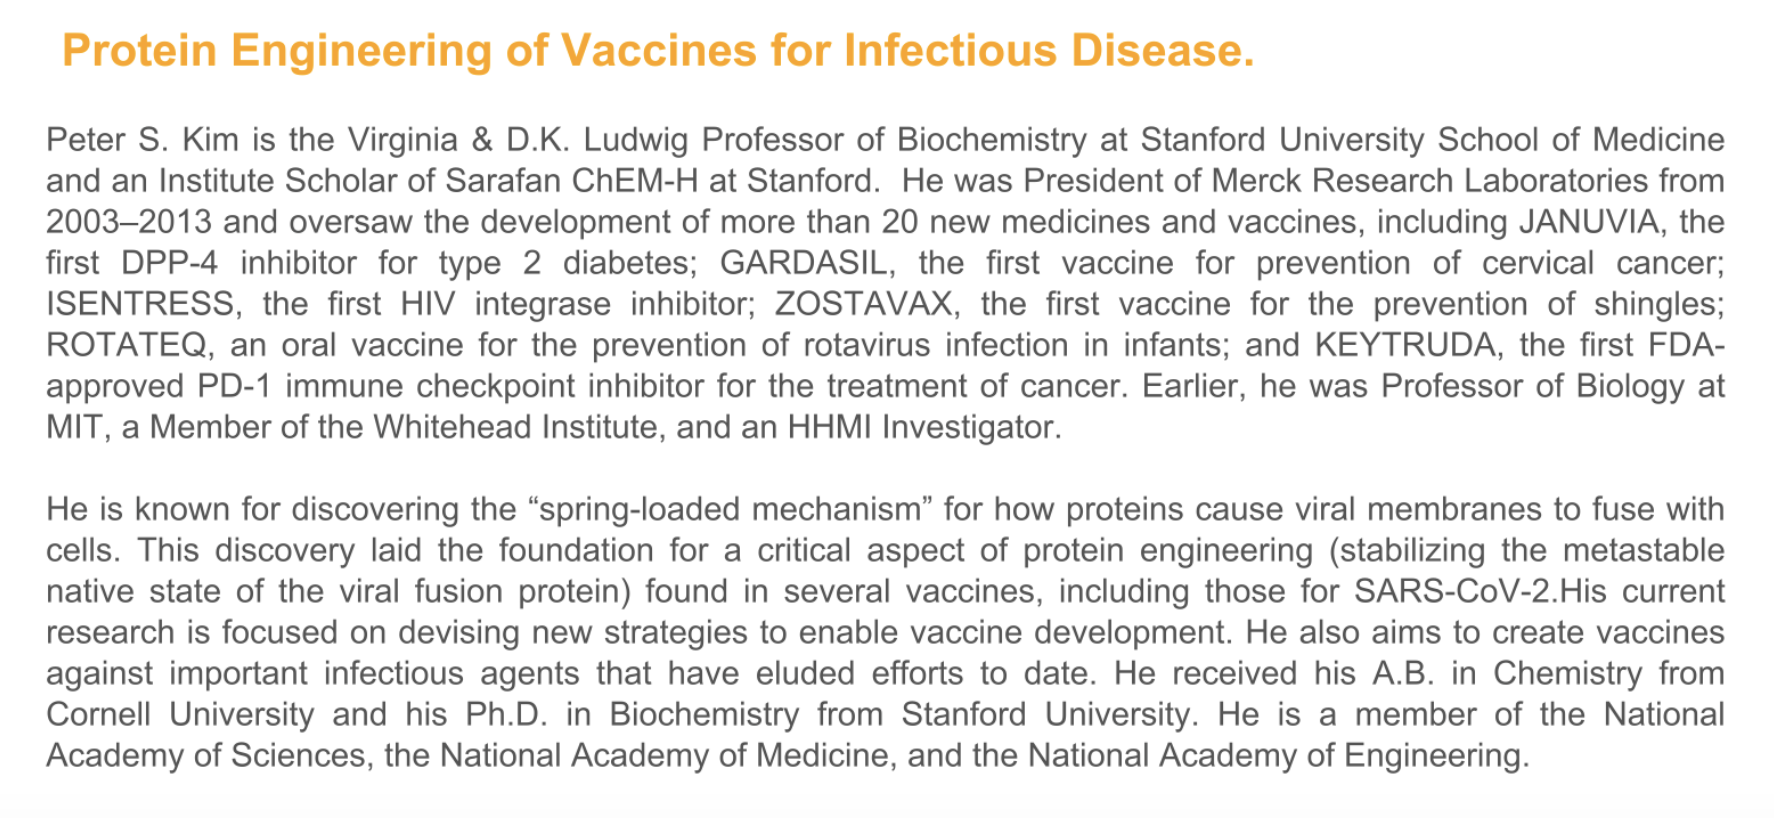 Protein Engineering of Vaccines for Infectious Disease.
Peter S. Kim is the Virginia & D.K. Ludwig Professor of Biochemistry at Stanford University School of Medicine
and an Institute Scholar of Sarafan ChEM-H at Stanford.  He was President of Merck Research Laboratories from
2003–2013 and oversaw the development of more than 20 new medicines and vaccines, including JANUVIA, the
first DPP-4 inhibitor for type 2 diabetes; GARDASIL, the first vaccine for prevention of cervical cancer;
ISENTRESS, the first HIV integrase inhibitor; ZOSTAVAX, the first vaccine for the prevention of shingles;
ROTATEQ, an oral vaccine for the prevention of rotavirus infection in infants; and KEYTRUDA, the first FDA-
approved PD-1 immune checkpoint inhibitor for the treatment of cancer. Earlier, he was Professor of Biology at
MIT, a Member of the Whitehead Institute, and an HHMI Investigator.
He is known for discovering the “spring-loaded mechanism” for how proteins cause viral membranes to fuse with
cells. This discovery laid the foundation for a critical aspect of protein engineering (stabilizing the metastable
native state of the viral fusion protein) found in several vaccines, including those for SARS-CoV-2.His current
research is focused on devising new strategies to enable vaccine development. He also aims to create vaccines
against important infectious agents that have eluded efforts to date. He received his A.B. in Chemistry from
Cornell University and his Ph.D. in Biochemistry from Stanford University. He is a member of the National
Academy of Sciences, the National Academy of Medicine, and the National Academy of Engineering.